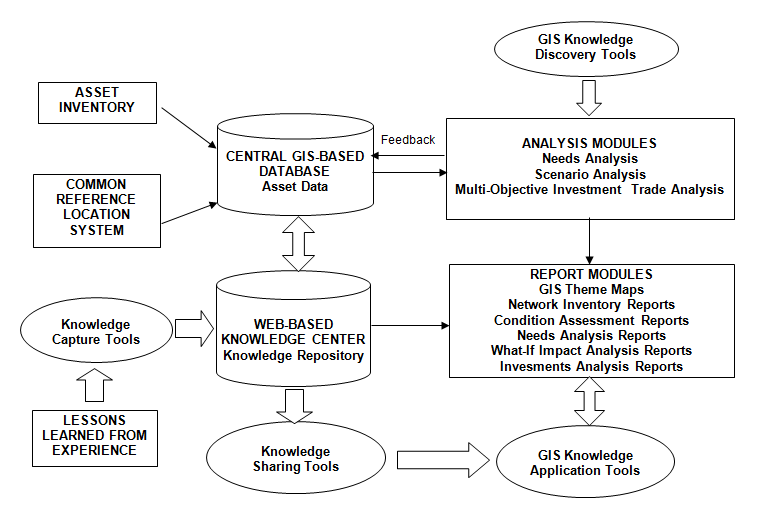 GIS Knowledge
Discovery Tools
ASSET
INVENTORY
Feedback
CENTRAL GIS-BASED
DATABASE
Asset Data
ANALYSIS MODULES
Needs Analysis
Scenario Analysis
Multi-Objective Investment Trade Analysis
COMMON
REFERENCE
LOCATION
SYSTEM
REPORT MODULES
GIS Theme Maps
Network Inventory Reports
Condition Assessment Reports
Needs Analysis Reports
What-If Impact Analysis Reports
Invesments Analysis Reports
Knowledge
Capture Tools
WEB-BASED
KNOWLEDGE CENTER
Knowledge Repository
LESSONS
LEARNED FROM
EXPERIENCE
Knowledge
Sharing Tools
GIS Knowledge
Application Tools